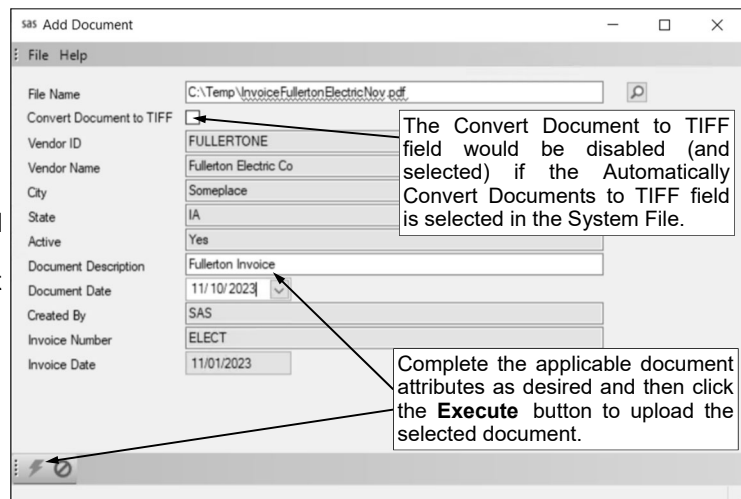 sas Add Document
File Help
File Name C:\Temp\InvoiceFullertonElectricNov.pdf
Convert Document to TIFF
Vendor ID FULLERTONE
Vendor Name Fullerton Electric Co
City Someplace
State IA
Active Yes
Document Description Fullerton Invoice
Document Date 11/10/2023
Created By SAS
Invoice Number ELECT
Invoice Date 11/01/2023
The Convert Document to TIFF
field would be disabled (and
selected) if the Automatically
Convert Documents to TIFF field
is selected in the System File.
Complete the applicable document
attributes as desired and then click
the Execute button to upload the
selected document.